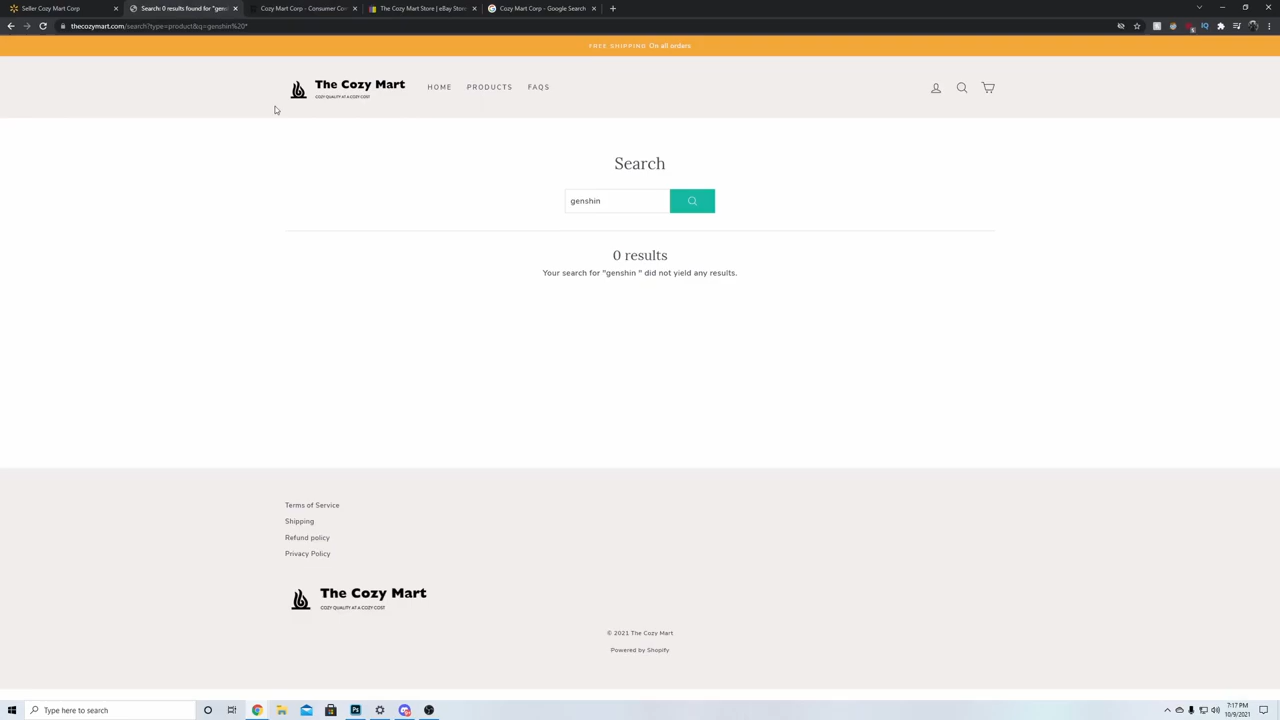 Seller Cozy Mart Corp
Search: 0 results found for "gens
Cozy Mart Corp - Consumer Co
The Cozy Mart Store | eBay Store
Cozy Mart Corp - Google Search
thecozymart.com/search?type=product&q=genshin%20*
FREE SHIPPING On all orders
The Cozy Mart
COZY QUALITY AT A COZY COST
HOME PRODUCTS FAQS
Search
genshin
0 results
Your search for "genshin " did not yield any results.
Terms of Service
Shipping
Refund policy
Privacy Policy
The Cozy Mart
COZY QUALITY AT A COZY COST
© 2021 The Cozy Mart
Powered by Shopify
Type here to search
7:17 PM
10/9/2021